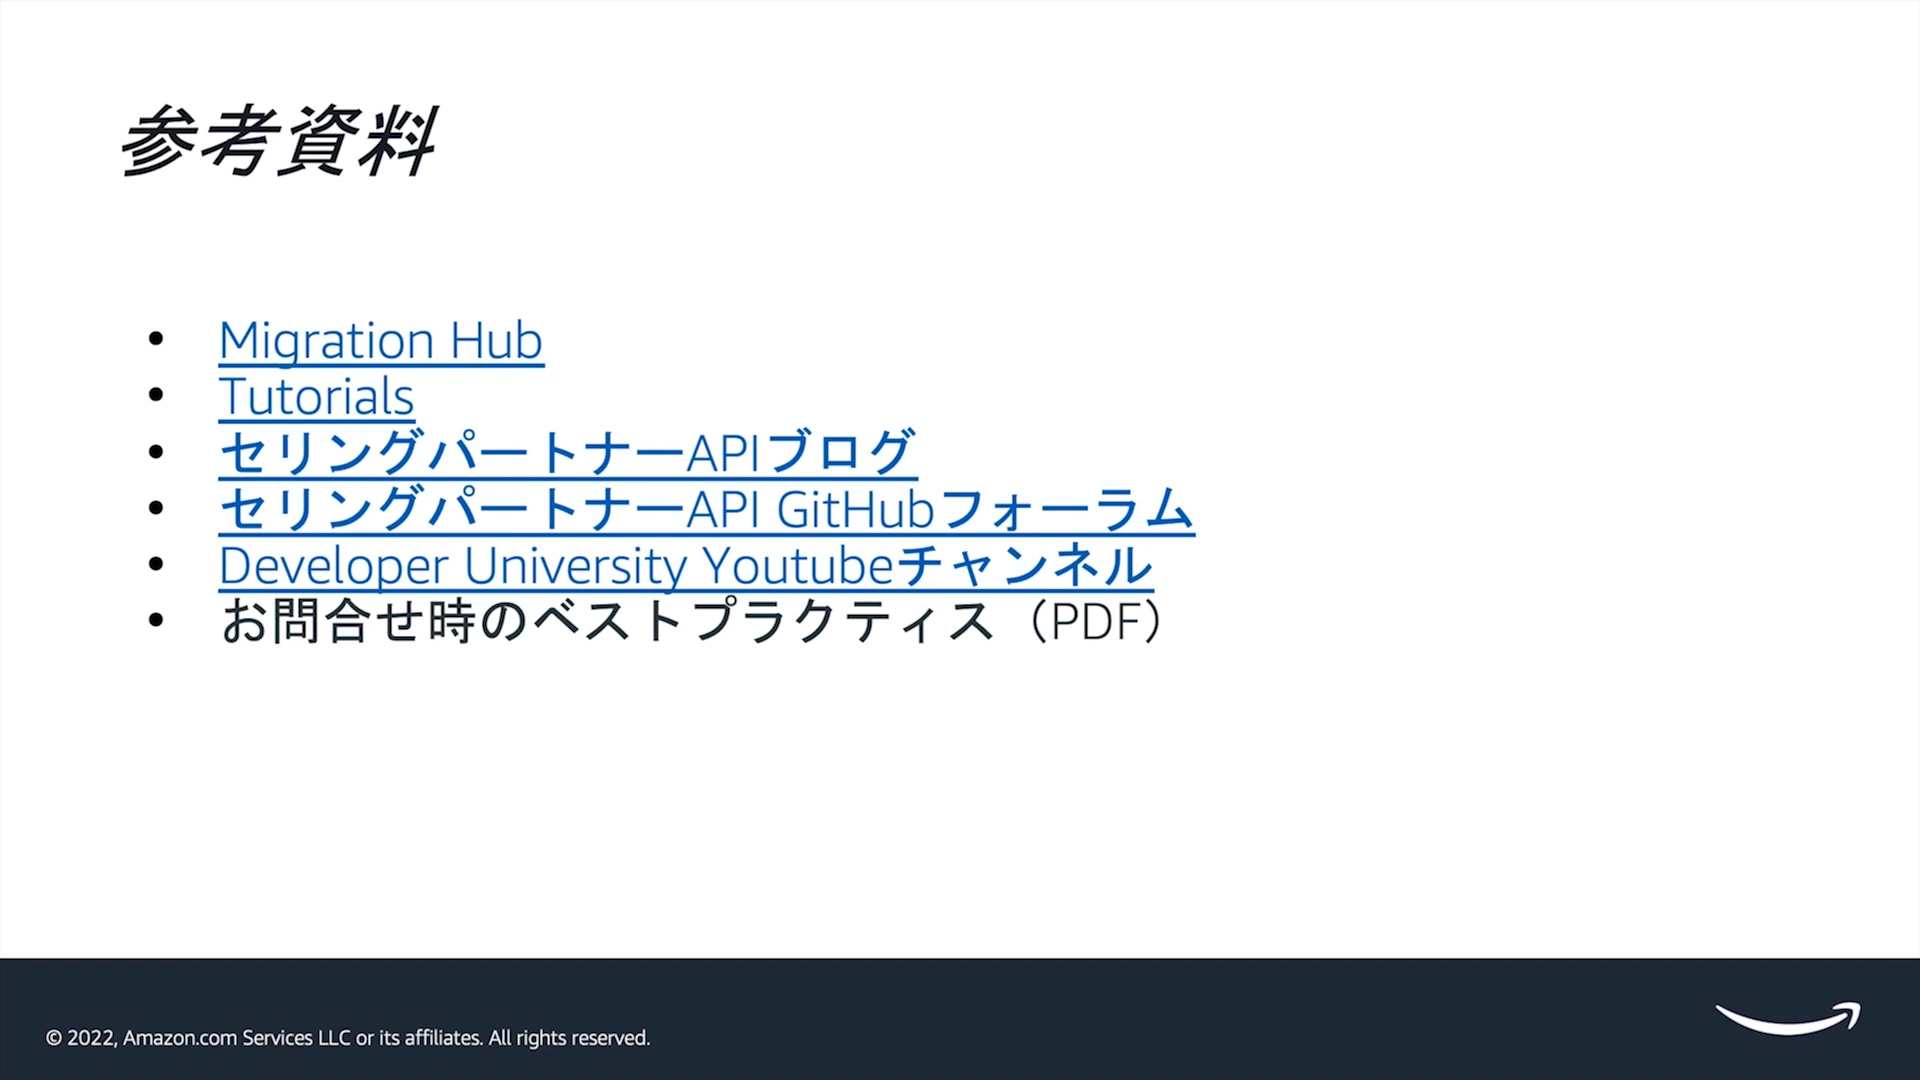 参考資料
• Migration Hub
• Tutorials
• セリングパートナーAPIブログ
• セリングパートナーAPI GitHubフォーラム
• Developer University Youtubeチャンネル
• お問合せ時のベストプラクティス（PDF）
© 2022, Amazon.com Services LLC or its affiliates. All rights reserved.